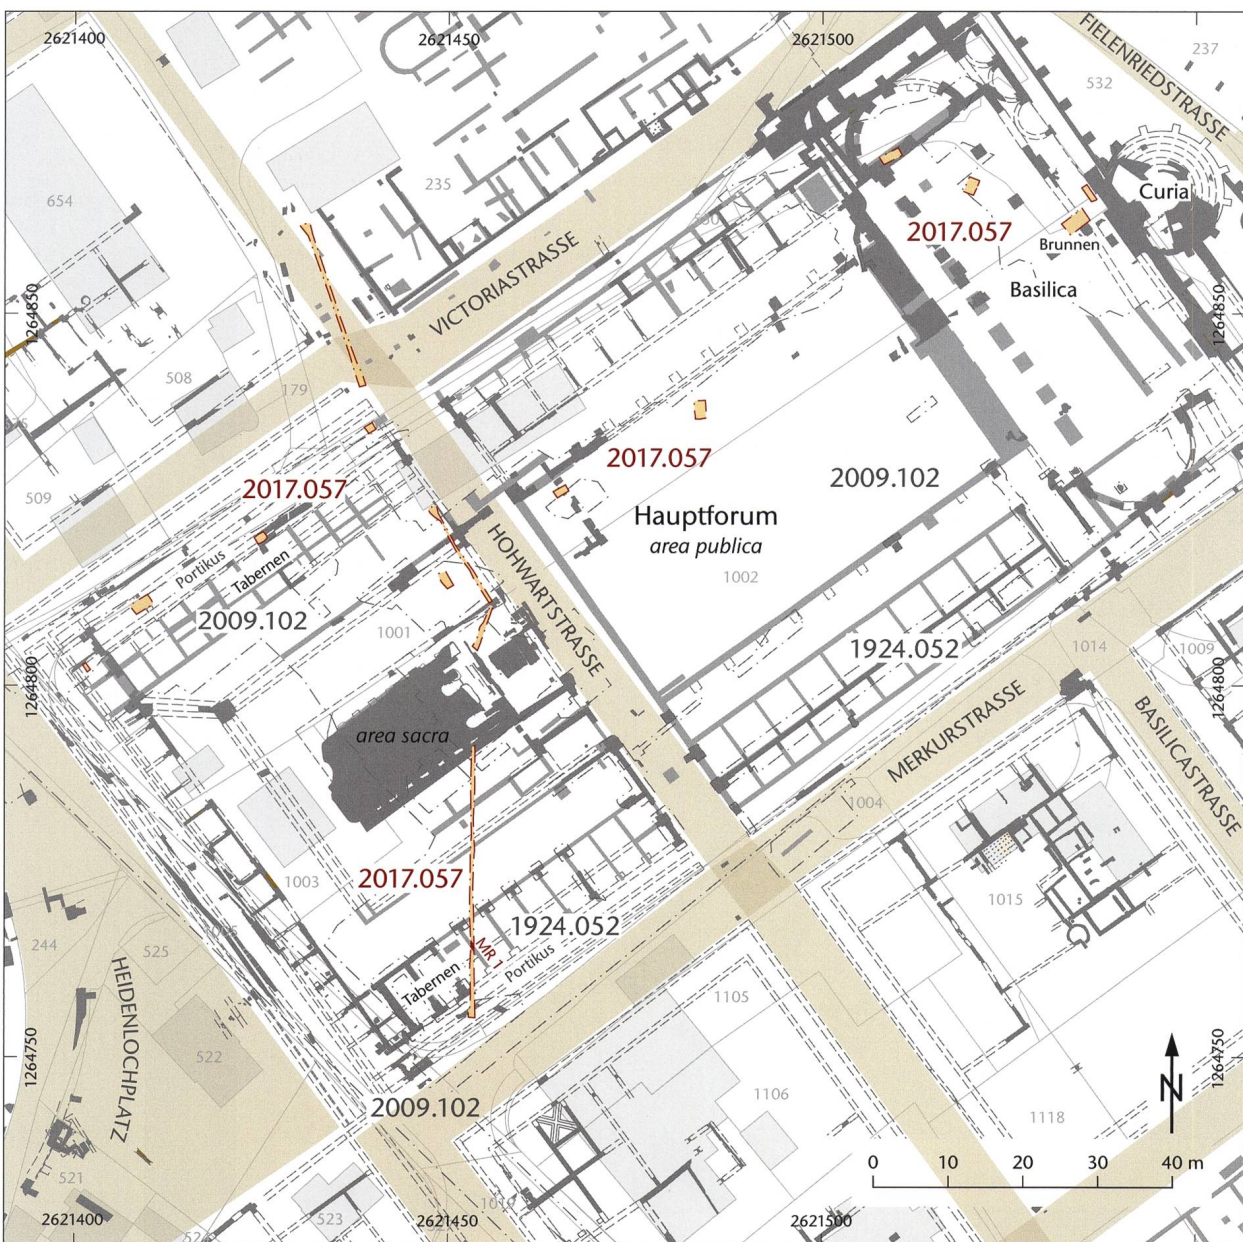 2621400
2621450
2621500
FIELENRIEDSTRASSE
237
532
235
654
Curia
2017.057
Brunnen
VICTORIASTRASSE
Basilica
1264850
1264850
508
179
2017.057
2017.057
2009.102
509
Hauptforum
area publica
Portikus
Tabernen
HOHWARTSTRASSE
1002
2009.102
1001
1924.052
1014
1009
1264800
1264800
area sacra
MERKURSTRASSE
BASILICASTRASSE
1004
2017.057
1003
1015
1924.052
244
525
MR 1
Tabernen
Portikus
HEIDENLOCHPLATZ
1105
522
1264750
1264750
2009.102
1106
1118
N
521
0 10 20 30 40 m
1019
523
2621400
2621450
2621500